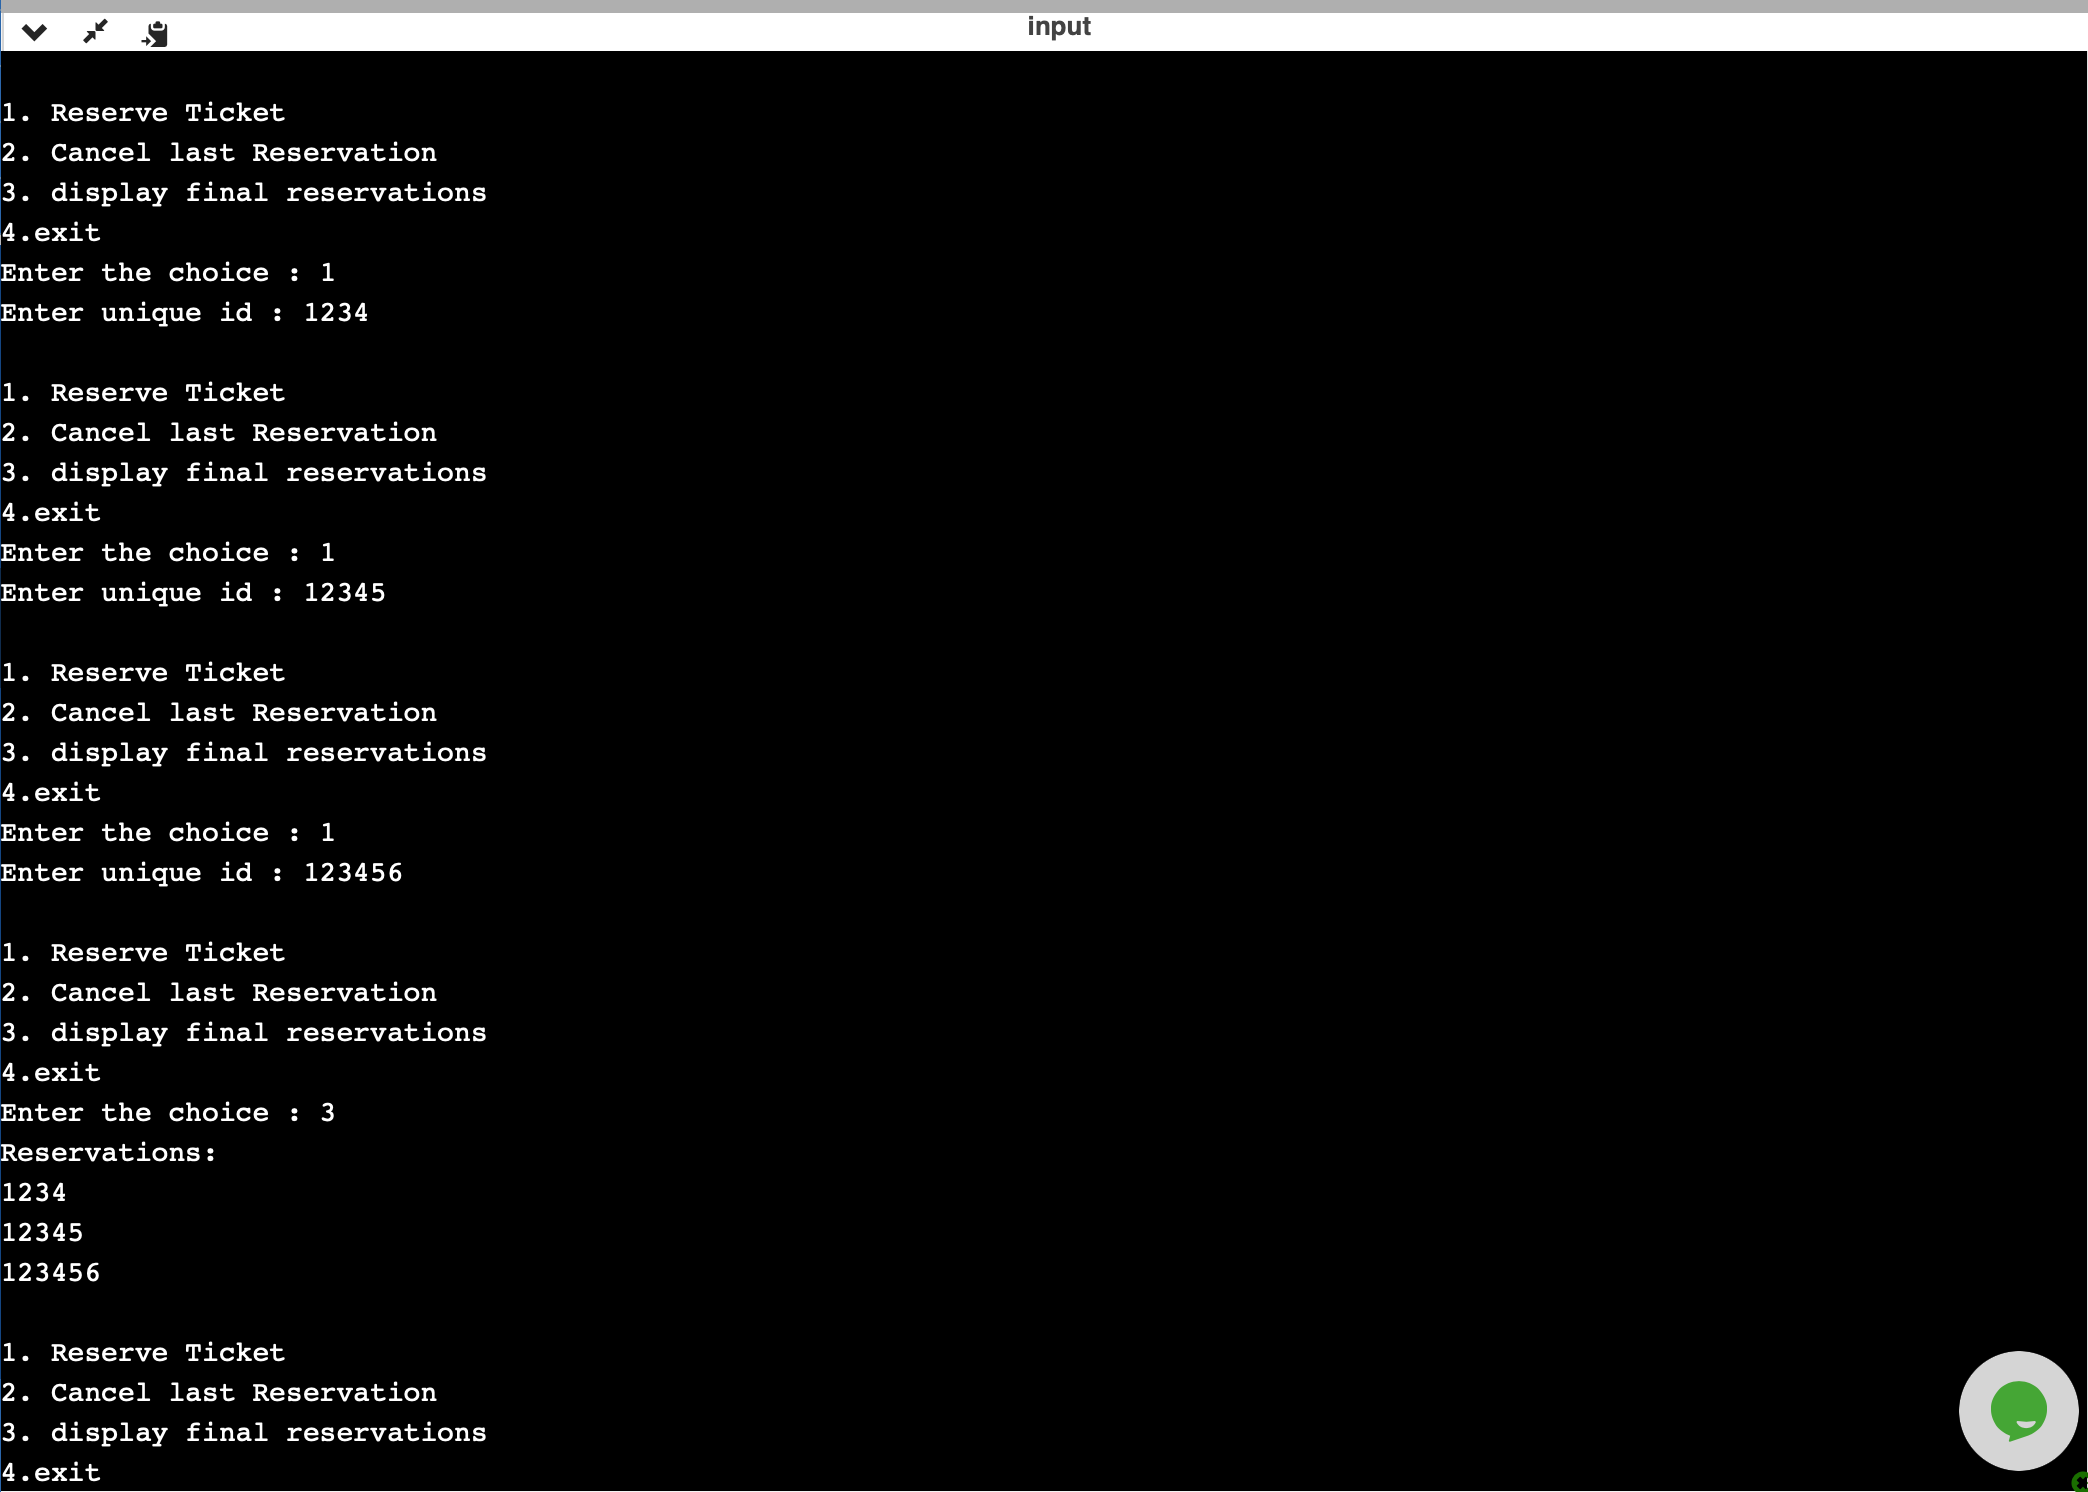 input
1. Reserve Ticket
2. Cancel last Reservation
3. display final reservations
4.exit
Enter the choice : 1
Enter unique id : 1234
1. Reserve Ticket
2. Cancel last Reservation
3. display final reservations
4.exit
Enter the choice : 1
Enter unique id : 12345
1. Reserve Ticket
2. Cancel last Reservation
3. display final reservations
4.exit
Enter the choice : 1
Enter unique id : 123456
1. Reserve Ticket
2. Cancel last Reservation
3. display final reservations
4.exit
Enter the choice : 3
Reservations:
1234
12345
123456
1. Reserve Ticket
2. Cancel last Reservation
3. display final reservations
4.exit